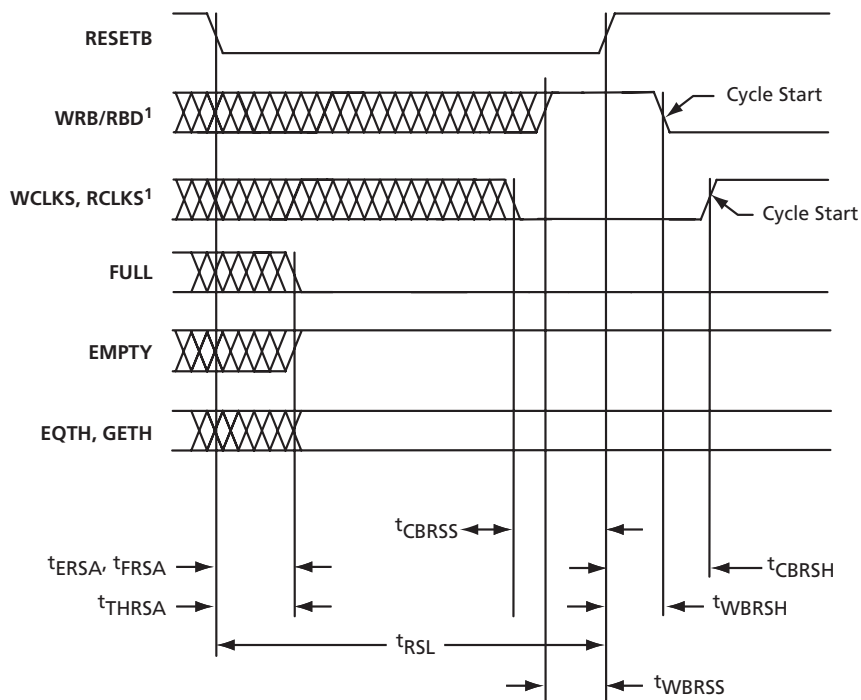 RESETB
WRB/RBD¹
Cycle Start
WCLKS, RCLKS¹
Cycle Start
FULL
EMPTY
EQTH, GETH
tCBRSS
tERSA, tFRSA
tCBRSH
tTHRSA
tWBRSH
tRSL
tWBRSS